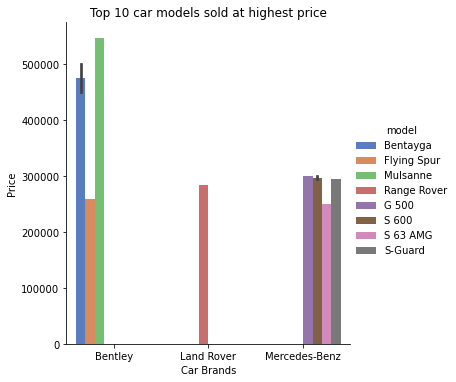 Top 10 car models sold at highest price
500000
400000
300000
200000
100000
0
Price
Bentley
Land Rover
Mercedes-Benz
Car Brands
model
Bentayga
Flying Spur
Mulsanne
Range Rover
G 500
S 600
S 63 AMG
S-Guard